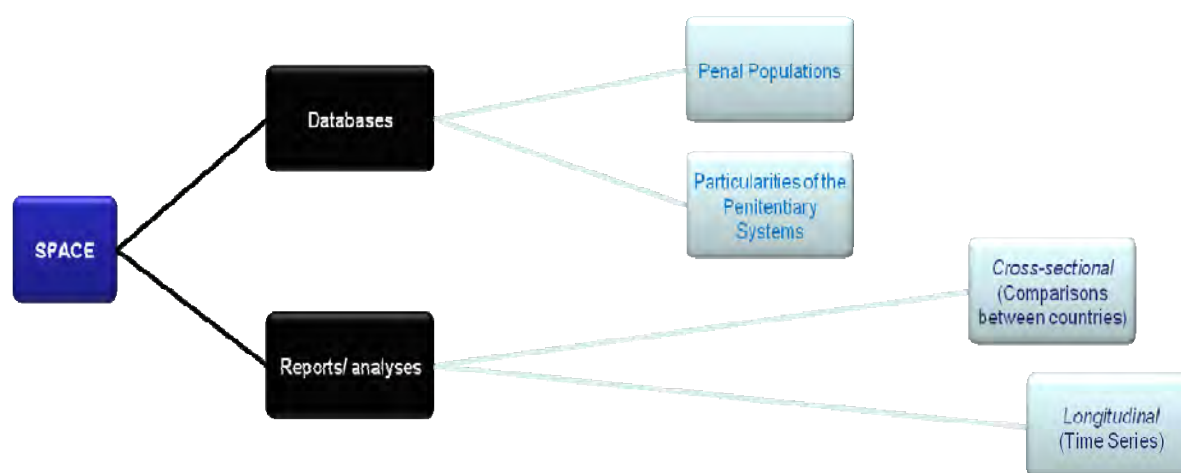 SPACE
Databases
Penal Populations
Particularities of the
Penitentiary
Systems
Reports/ analyses
Cross-sectional
(Comparisons
between countries)
Longitudinal
(Time Series)